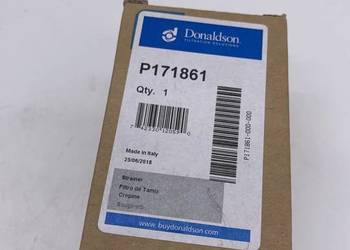 Donaldson
FILTRATION SOLUTIONS
P171861
Qty. 1
Made in Italy
25/06/2018
Strainer
Filtro de Tamiz
Crepine
www.buydonaldson.com
P171861-000-000